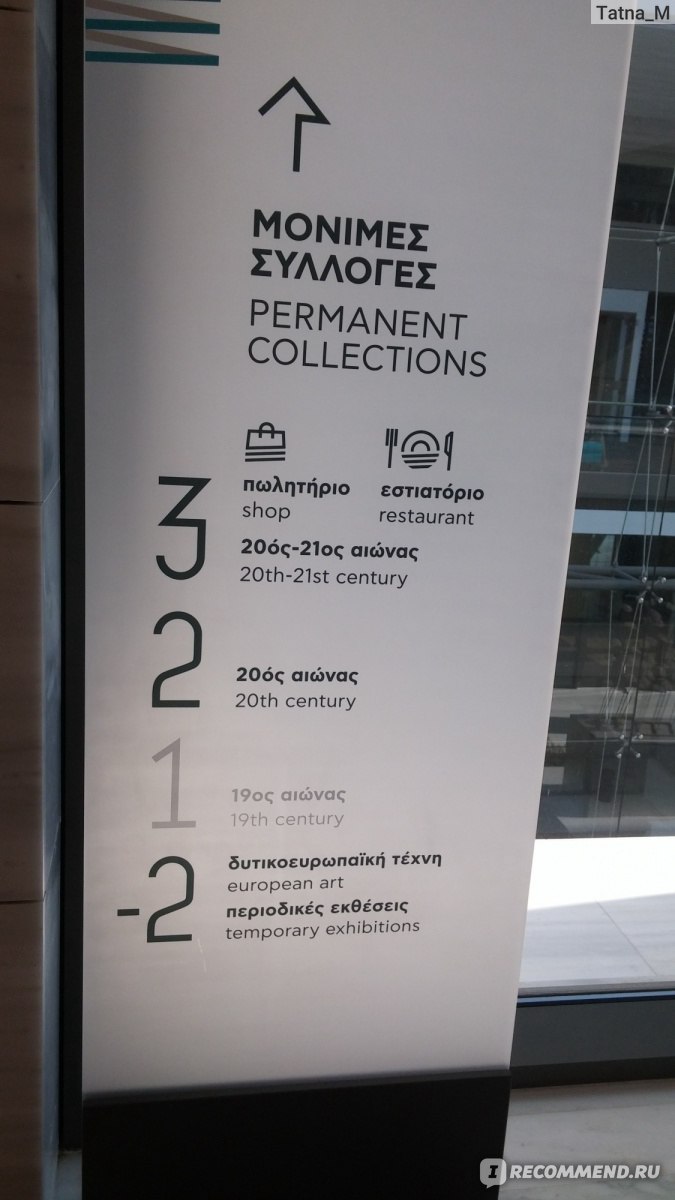 Tatna_M
ΜΟΝΙΜΕΣ
ΣΥΛΛΟΓΕΣ
PERMANENT
COLLECTIONS
3
πωλητήριο εστιατόριο
shop restaurant
20ός-21ος αιώνας
20th-21st century
2
20ός αιώνας
20th century
1
19ος αιώνας
19th century
-2
δυτικοευρωπαϊκή τέχνη
european art
περιοδικές εκθέσεις
temporary exhibitions
I RECOMMEND.RU